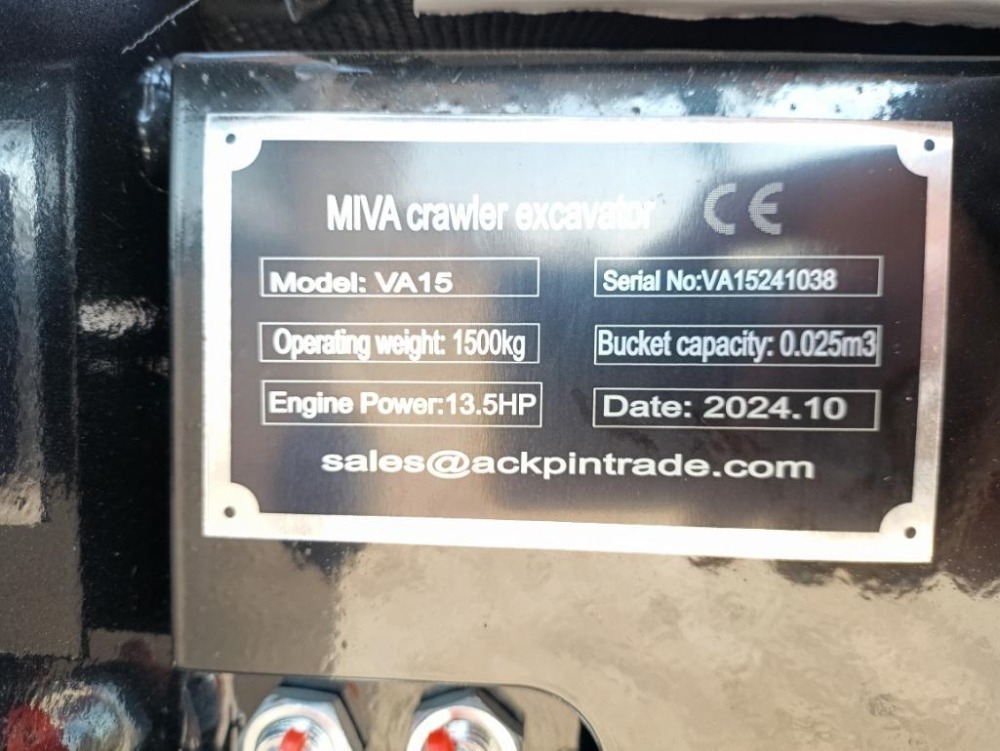 MIVA crawler excavator CE
Model: VA15
Serial No:VA15241038
Operating weight: 1500kg
Bucket capacity: 0.025m3
Engine Power:13.5HP
Date: 2024.10
sales@ackpintrade.com